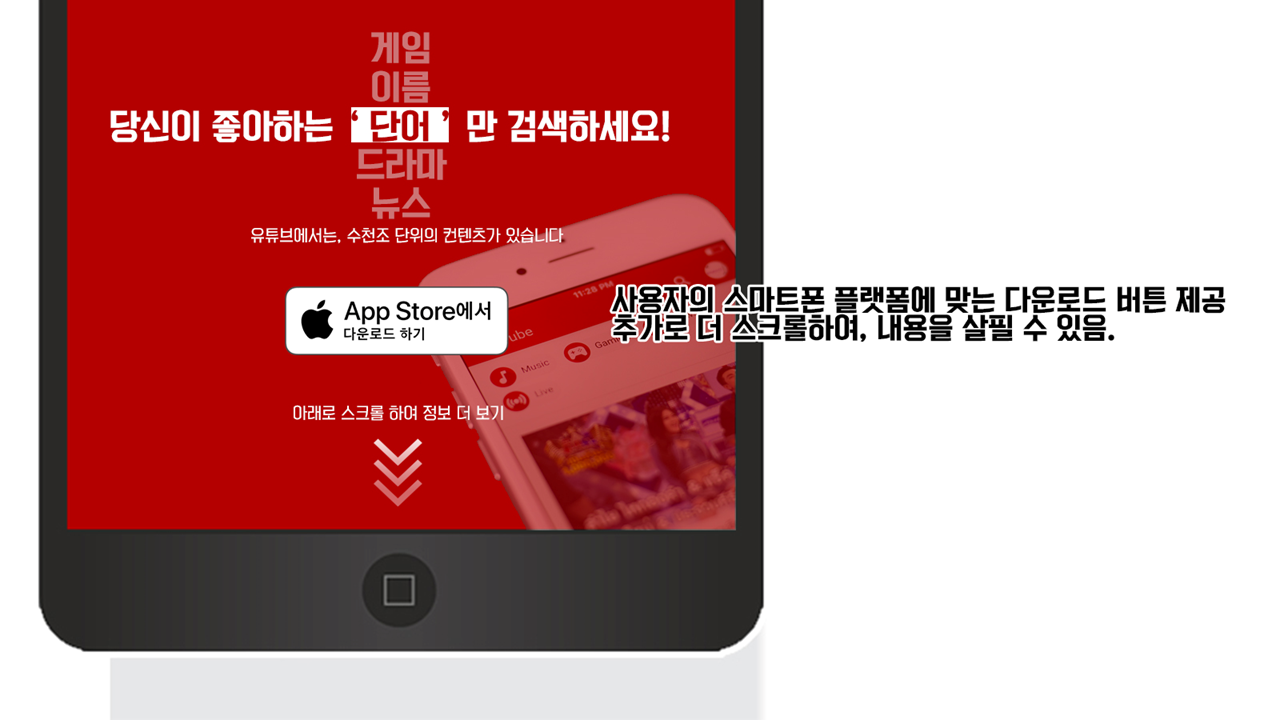 게임
이름
당신이 좋아하는 ‘ 단어 ’ 만 검색하세요!
드라마
뉴스
유튜브에서는, 수천조 단위의 컨텐츠가 있습니다
App Store에서
다운로드 하기
사용자의 스마트폰 플랫폼에 맞는 다운로드 버튼 제공
추가로 더 스크롤하여, 내용을 살필 수 있음.
아래로 스크롤 하여 정보 더 보기
11:28 PM
ube
Music
Gam
Live